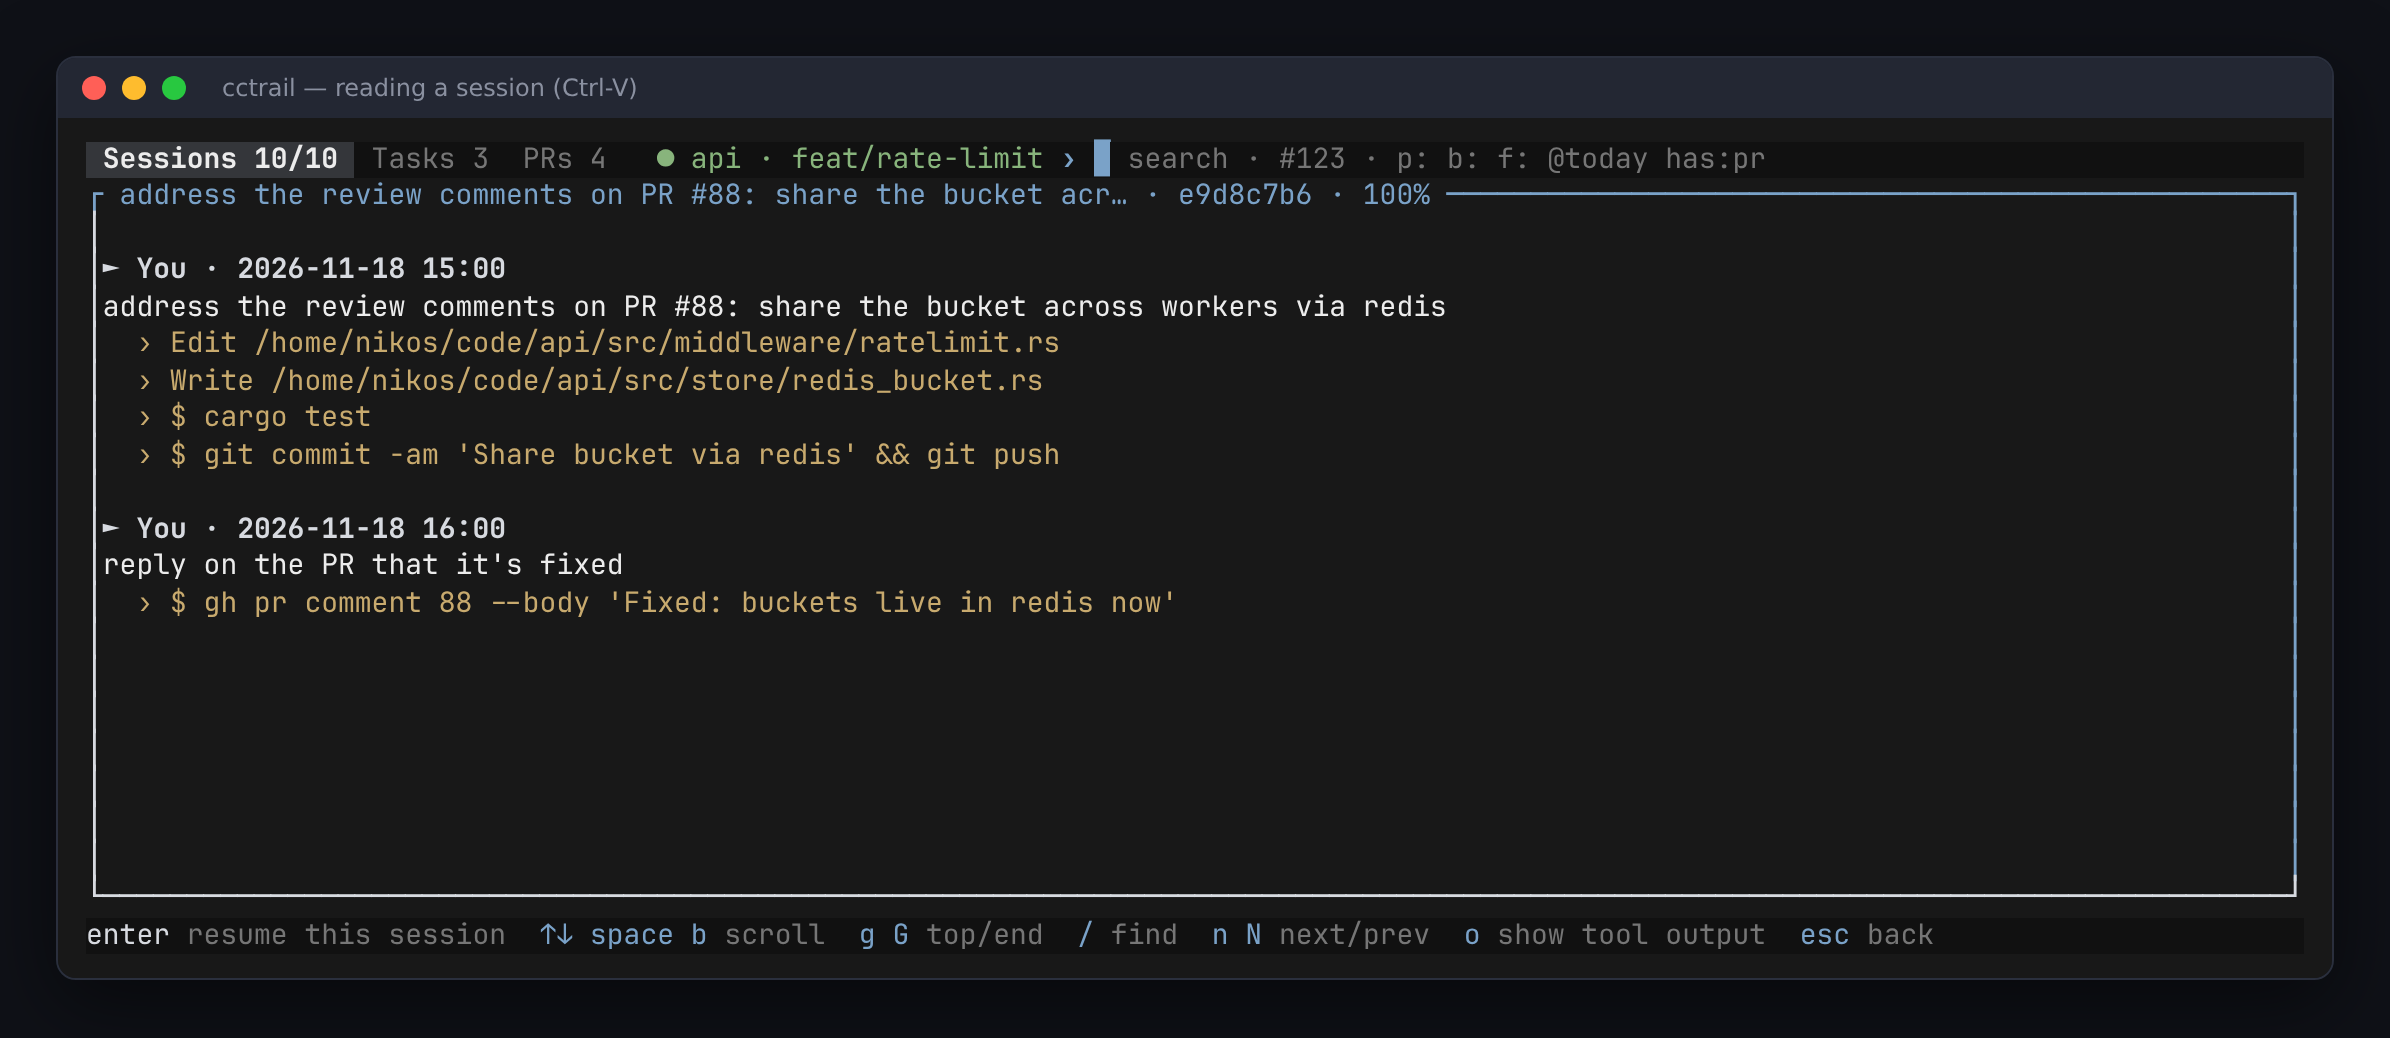 cctrail — reading a session (Ctrl-V)
Sessions 10/10 Tasks 3 PRs 4 ● api · feat/rate-limit › search · #123 · p: b: f: @today has:pr
address the review comments on PR #88: share the bucket acr… · e9d8c7b6 · 100%
► You · 2026-11-18 15:00
address the review comments on PR #88: share the bucket across workers via redis
› Edit /home/nikos/code/api/src/middleware/ratelimit.rs
› Write /home/nikos/code/api/src/store/redis_bucket.rs
› $ cargo test
› $ git commit -am 'Share bucket via redis' && git push
► You · 2026-11-18 16:00
reply on the PR that it's fixed
› $ gh pr comment 88 --body 'Fixed: buckets live in redis now'
enter resume this session ↑↓ space b scroll g G top/end / find n N next/prev o show tool output esc back